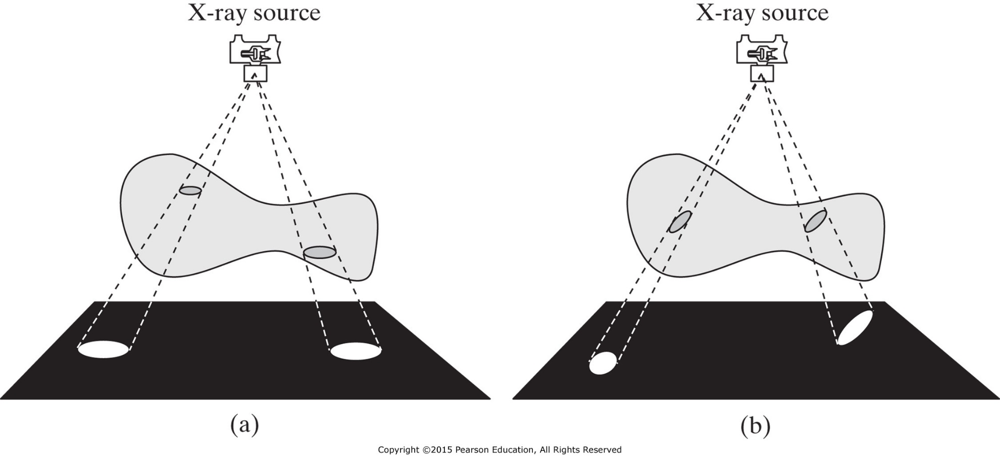 X-ray source
X-ray source
(a)
(b)
Copyright ©2015 Pearson Education, All Rights Reserved